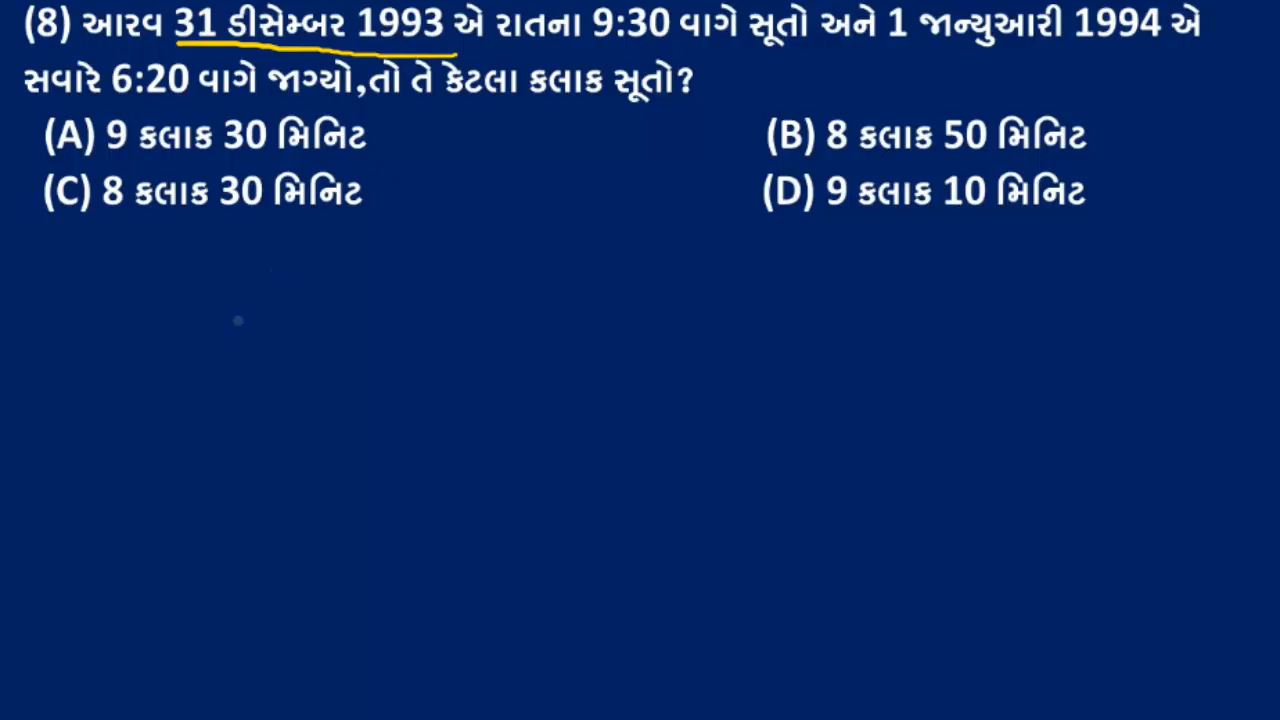 (8) આરવ 31 ડીસેમ્બર 1993 એ રાતના 9:30 વાગે સૂતો અને 1 જાન્યુઆરી 1994 એ
સવારે 6:20 વાગે જાગ્યો,તો તે કેટલા કલાક સૂતો?
(A) 9 કલાક 30 મિનિટ (B) 8 કલાક 50 મિનિટ
(C) 8 કલાક 30 મિનિટ (D) 9 કલાક 10 મિનિટ